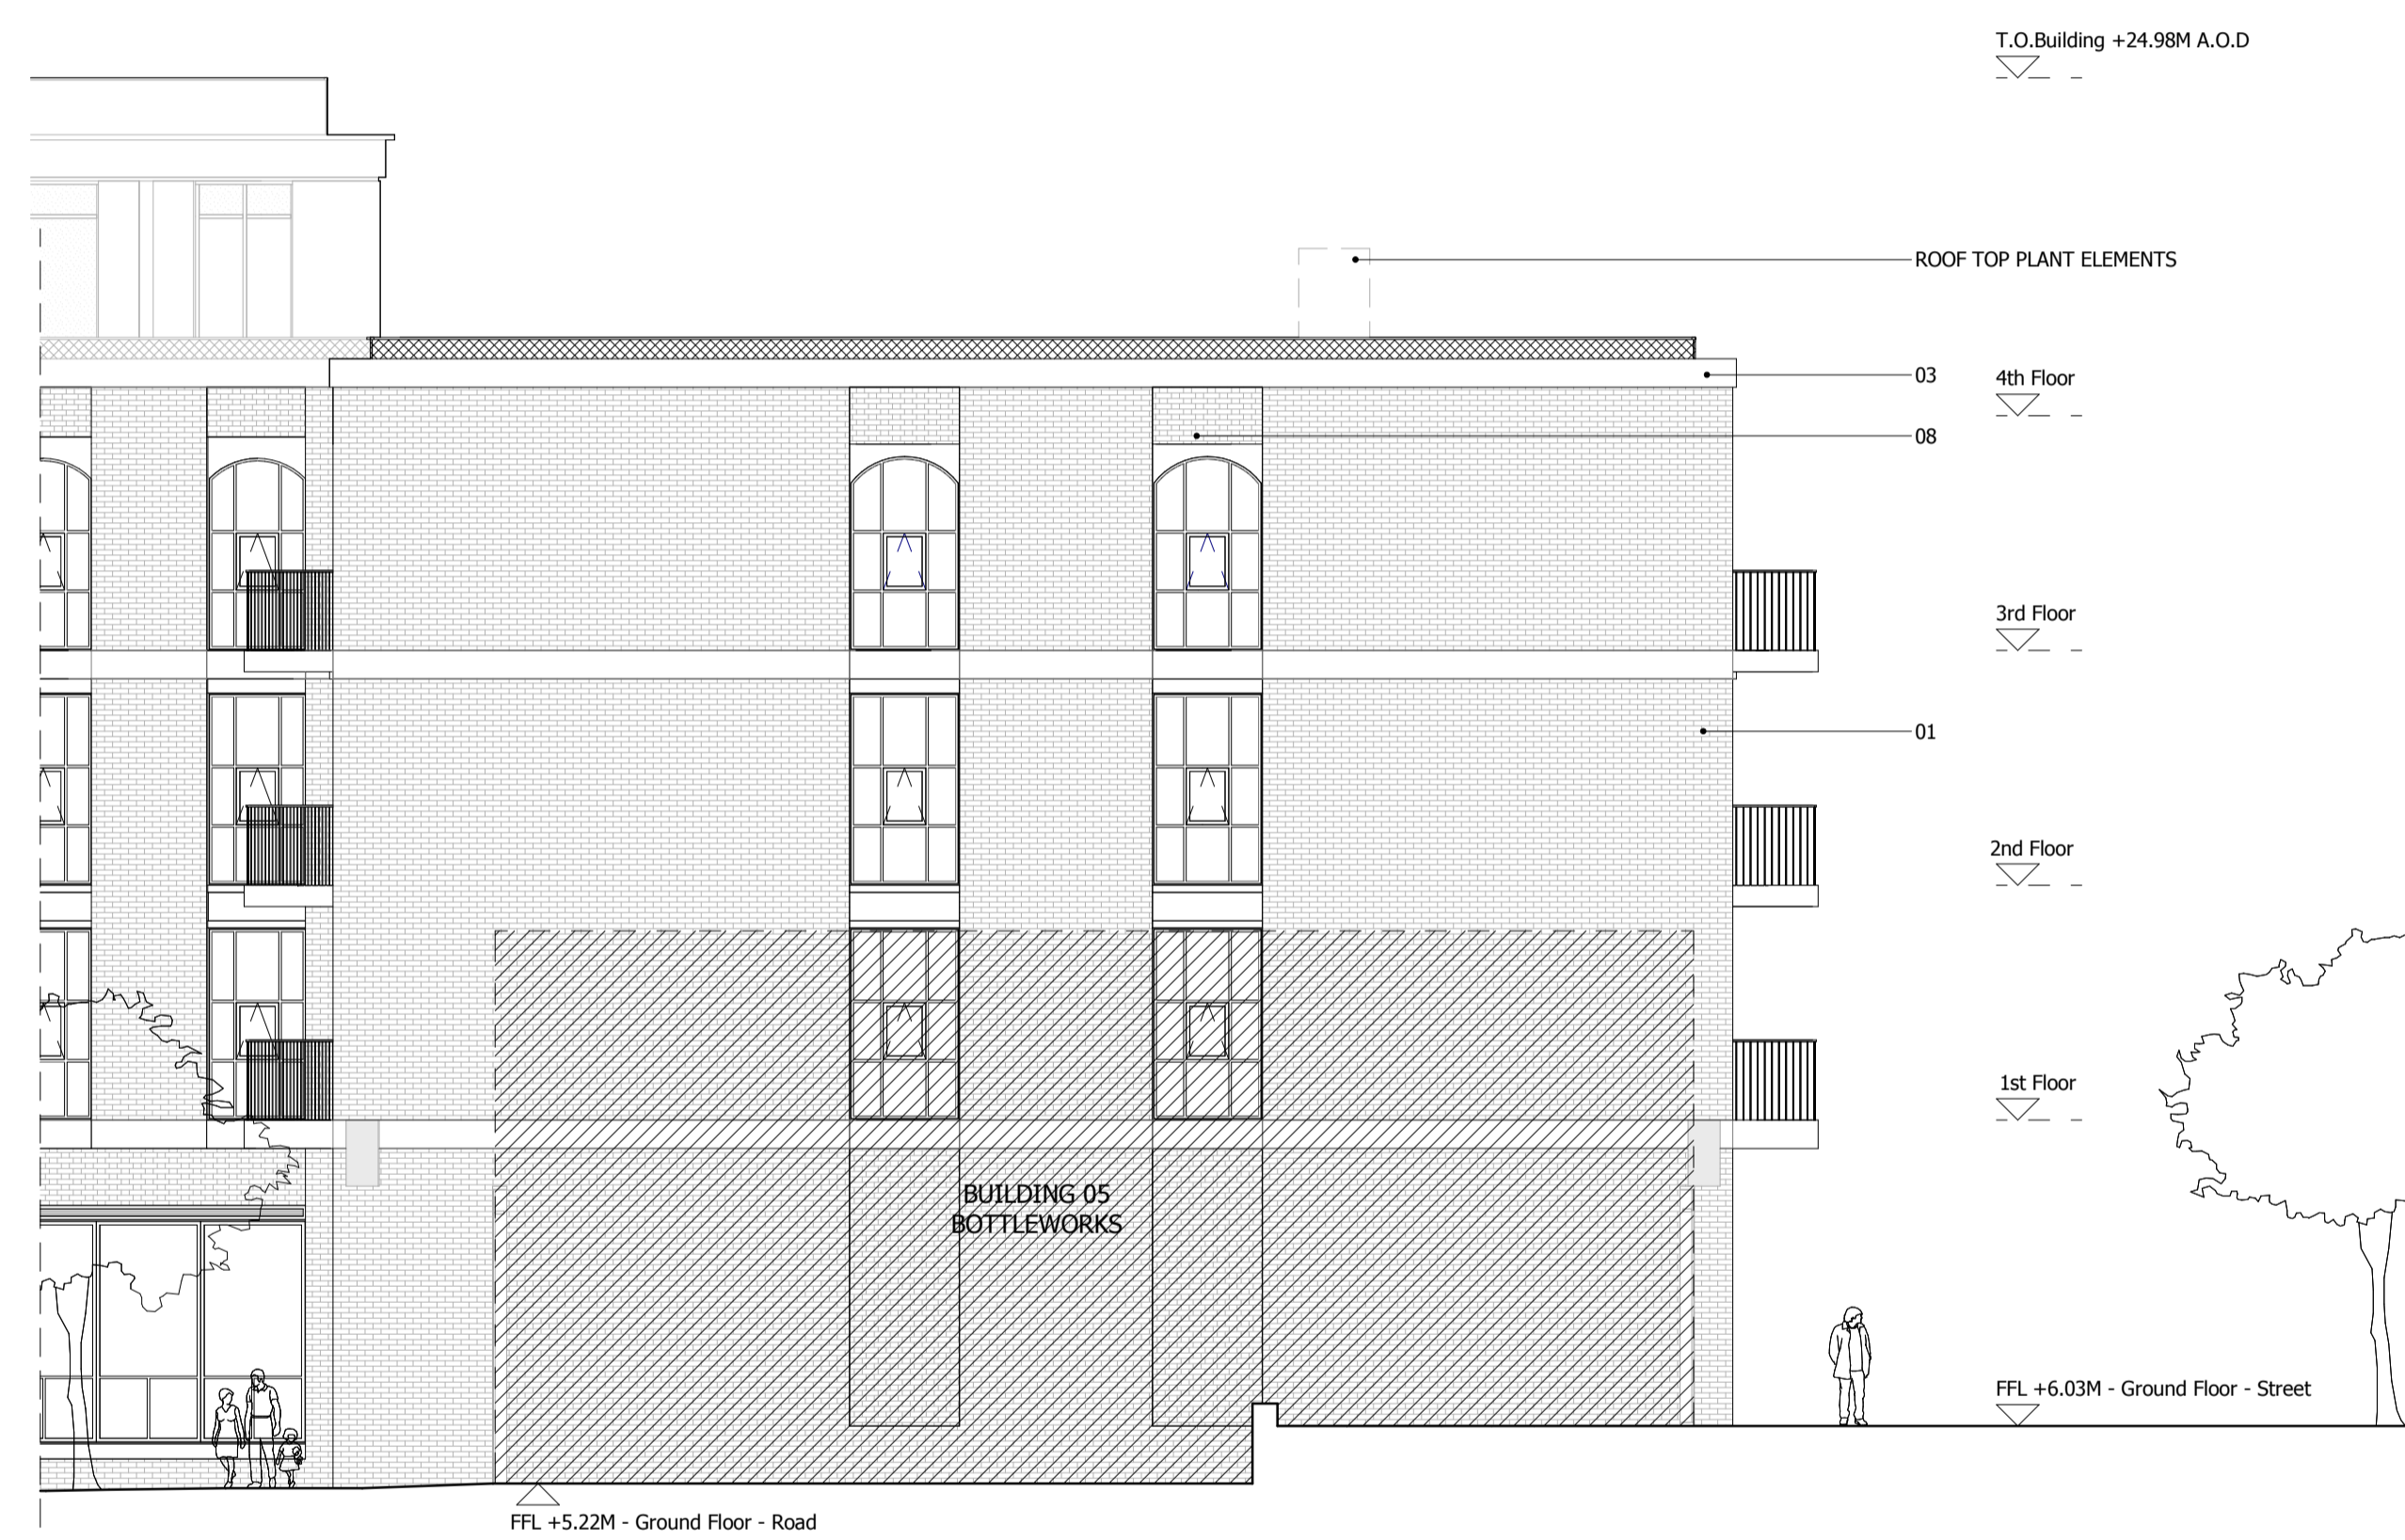 T.O.Building +24.98M A.O.D
ROOF TOP PLANT ELEMENTS
03
4th Floor
08
3rd Floor
01
2nd Floor
1st Floor
BUILDING 05
BOTTLEWORKS
FFL +6.03M - Ground Floor - Street
FFL +5.22M - Ground Floor - Road